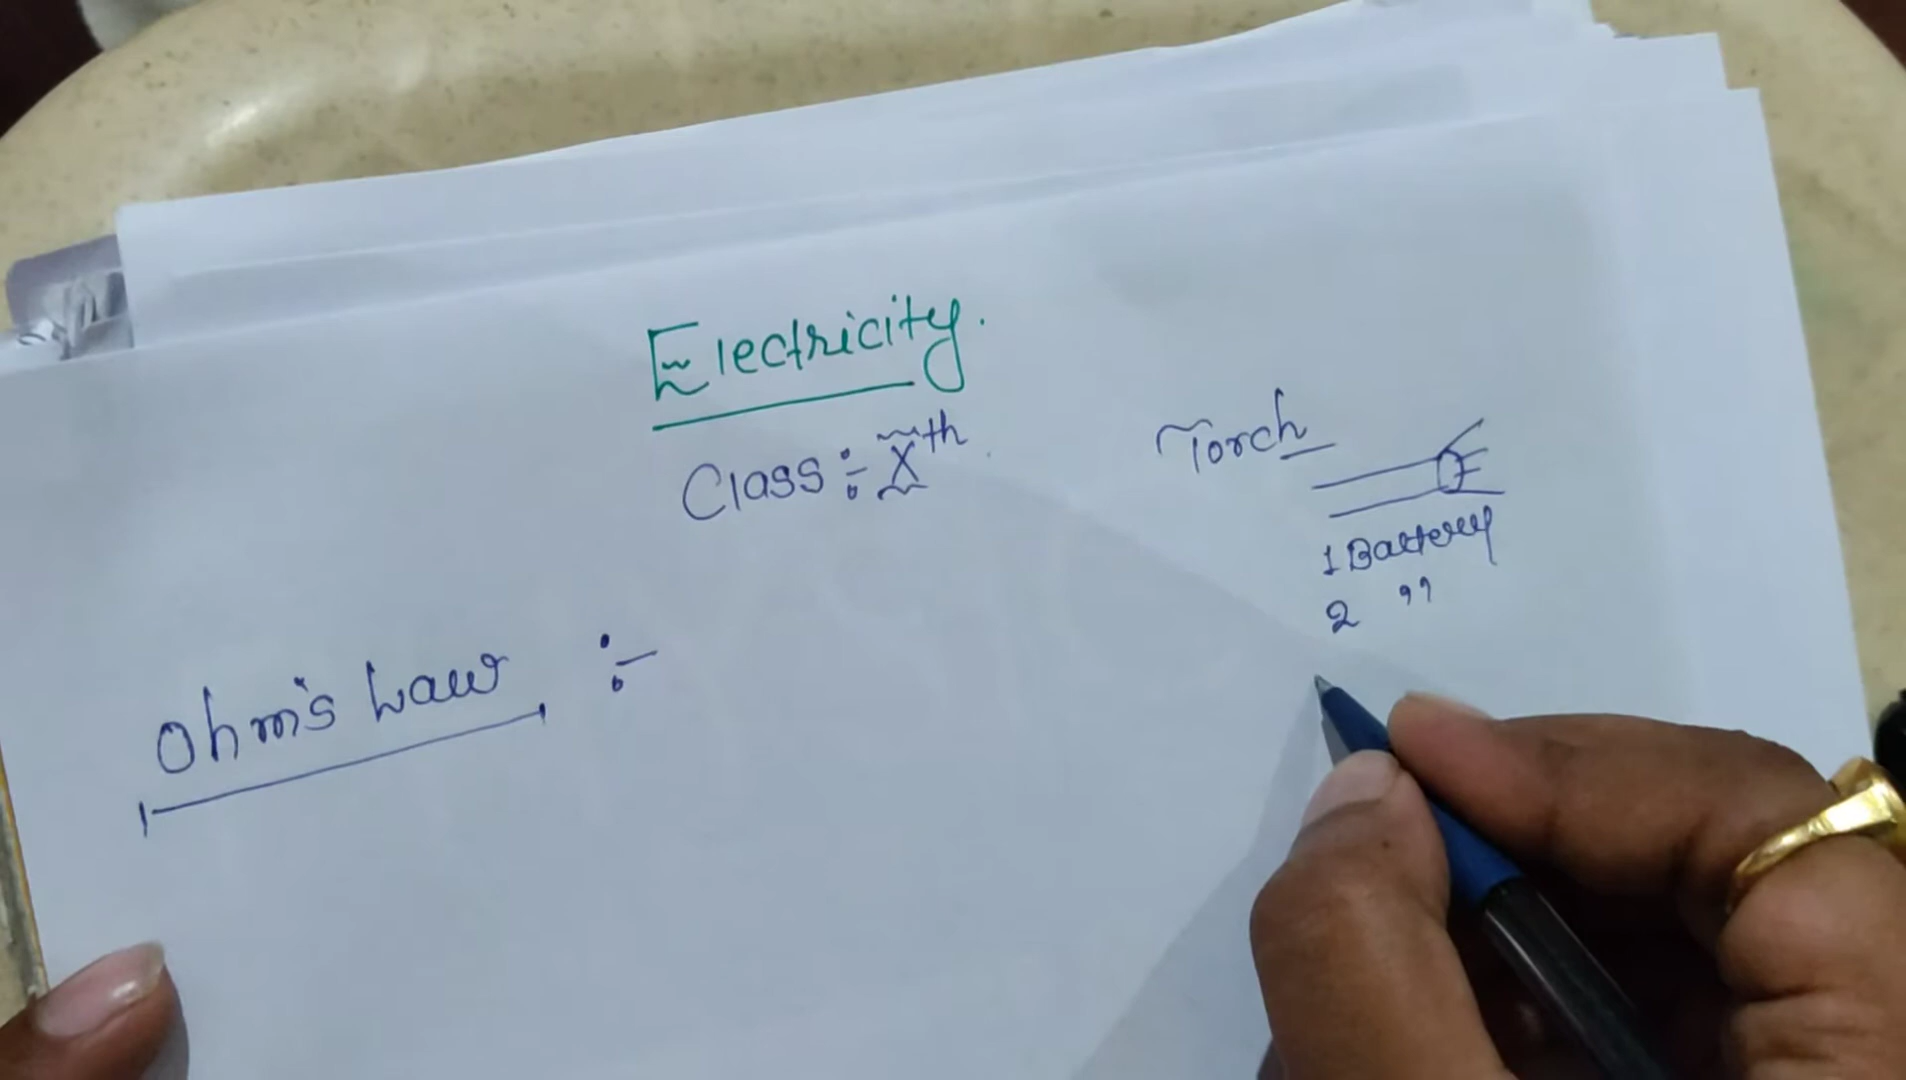 Electricity.
Class :- Xth
Torch
1 Battery
2 ,,
Ohm's Law :-